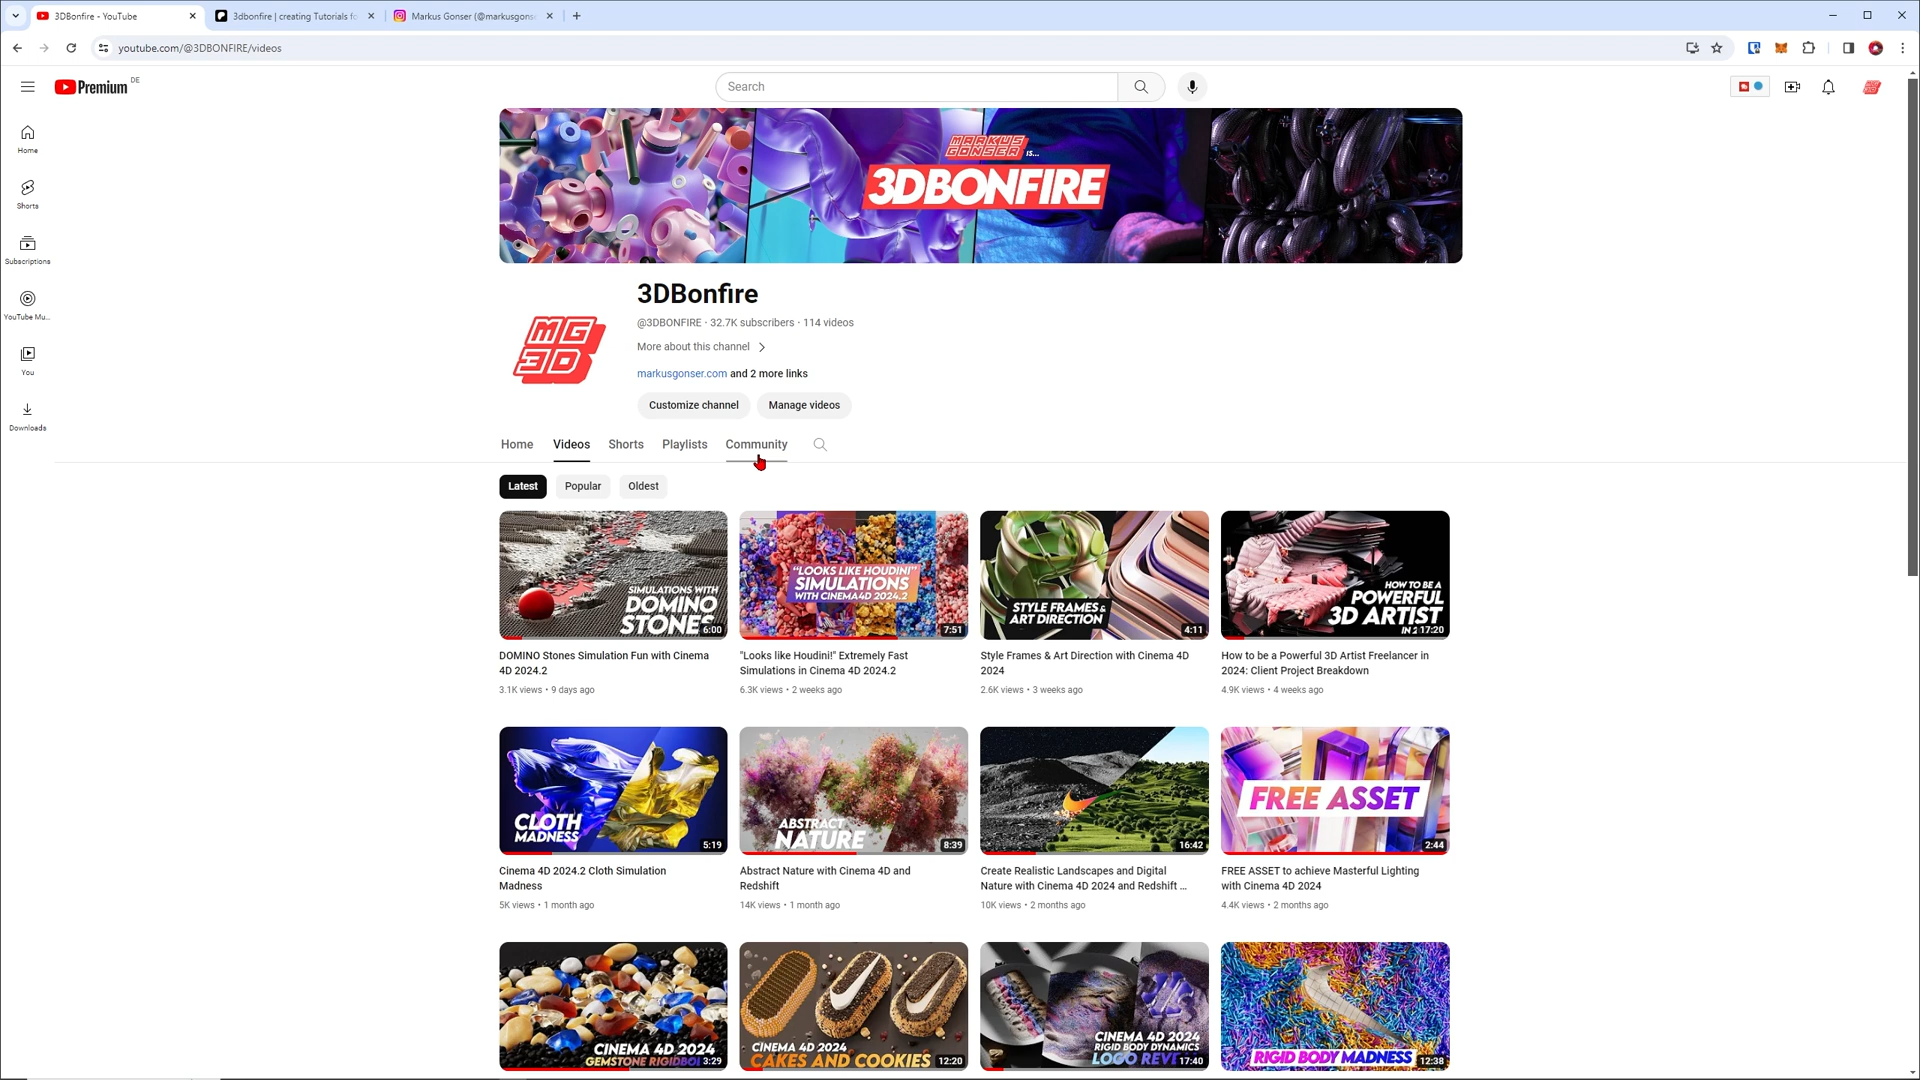 3DBonfire - YouTube
3dbonfire | creating Tutorials fo
Markus Gonser (@markusgonse
youtube.com/@3DBONFIRE/videos
Premium
DE
Search
Home
Shorts
Subscriptions
YouTube Mu...
You
Downloads
MARKUS
GONSER
IS...
3DBONFIRE
MG
3D
3DBonfire
@3DBONFIRE · 32.7K subscribers · 114 videos
More about this channel
markusgonser.com and 2 more links
Customize channel
Manage videos
Home
Videos
Shorts
Playlists
Community
Latest
Popular
Oldest
SIMULATIONS WITH
DOMINO
STONES
6:00
"LOOKS LIKE HOUDINI"
SIMULATIONS
WITH CINEMA4D 2024.2
7:51
STYLE FRAMES &
ART DIRECTION
4:11
HOW TO BE A
POWERFUL
3D ARTIST
IN 2
17:20
DOMINO Stones Simulation Fun with Cinema
4D 2024.2
3.1K views • 9 days ago
"Looks like Houdini!" Extremely Fast
Simulations in Cinema 4D 2024.2
6.3K views • 2 weeks ago
Style Frames & Art Direction with Cinema 4D
2024
2.6K views • 3 weeks ago
How to be a Powerful 3D Artist Freelancer in
2024: Client Project Breakdown
4.9K views • 4 weeks ago
CLOTH
MADNESS
5:19
ABSTRACT
NATURE
8:39
16:42
FREE ASSET
2:44
Cinema 4D 2024.2 Cloth Simulation
Madness
5K views • 1 month ago
Abstract Nature with Cinema 4D and
Redshift
14K views • 1 month ago
Create Realistic Landscapes and Digital
Nature with Cinema 4D 2024 and Redshift ...
10K views • 2 months ago
FREE ASSET to achieve Masterful Lighting
with Cinema 4D 2024
4.4K views • 2 months ago
CINEMA 4D 2024
GEMSTONE RIGIDBO
3:29
CINEMA 4D 2024
CAKES AND COOKIES
12:20
CINEMA 4D 2024
RIGID BODY DYNAMICS
LOGO REVE
17:40
RIGID BODY MADNESS
12:38